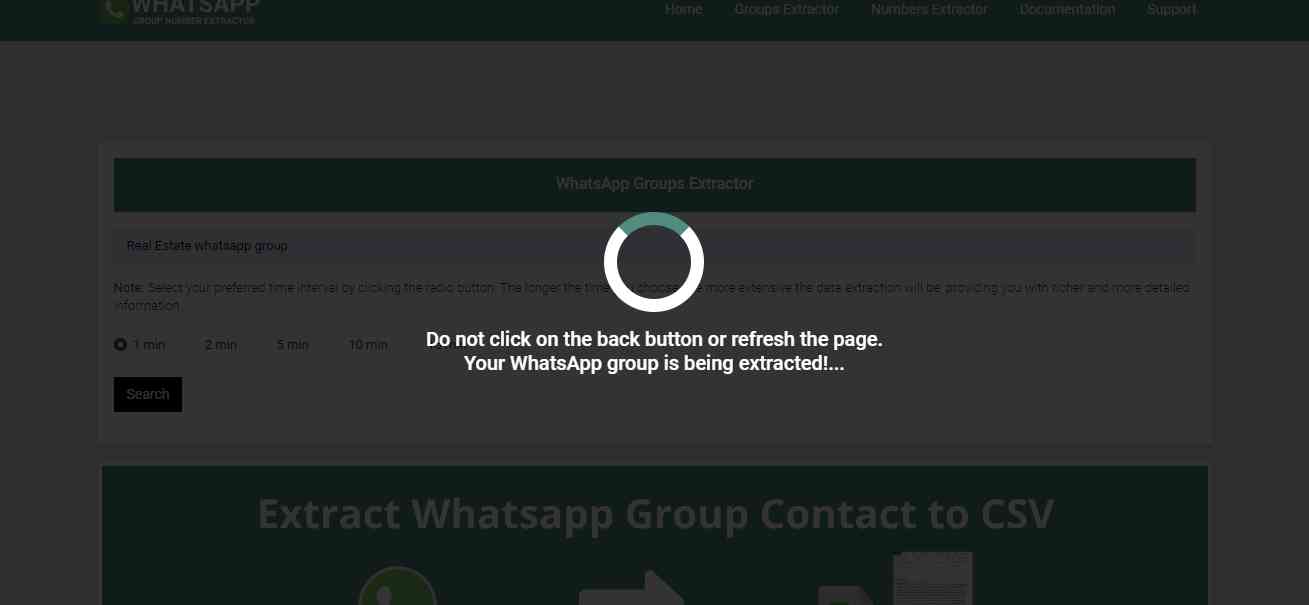 WHATSAPP
GROUP NUMBER EXTRACTOR
Home Groups Extractor Numbers Extractor Documentation Support
WhatsApp Groups Extractor
Real Estate whatsapp group
Note: Select your preferred time interval by clicking the radio button. The longer the time you choose, the more extensive the data extraction will be, providing you with richer and more detailed
information.
1 min 2 min 5 min 10 min
Do not click on the back button or refresh the page.
Your WhatsApp group is being extracted!...
Search
Extract Whatsapp Group Contact to CSV